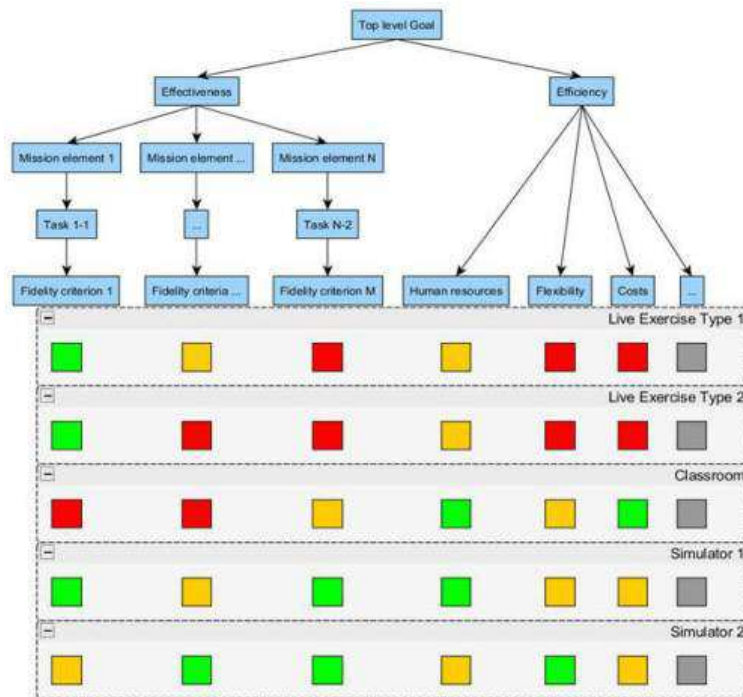 Top level Goal
Effectiveness
Efficiency
Mission element 1
Mission element ...
Mission element N
Task 1-1
...
Task N-2
Fidelity criterion 1
Fidelity criteria ...
Fidelity criterion M
Human resources
Flexibility
Costs
...
Live Exercise Type 1
Live Exercise Type 2
Classroom
Simulator 1
Simulator 2